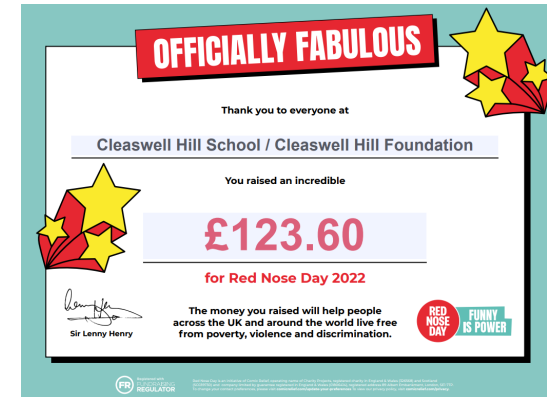 OFFICIALLY FABULOUS
Thank you to everyone at
Cleaswell Hill School / Cleaswell Hill Foundation
You raised an incredible
£123.60
for Red Nose Day 2022
The money you raised will help people
across the UK and around the world live free
from poverty, violence and discrimination.
Sir Lenny Henry
RED
NOSE
DAY
FUNNY
IS POWER
FR
Registered with
FUNDRAISING
REGULATOR